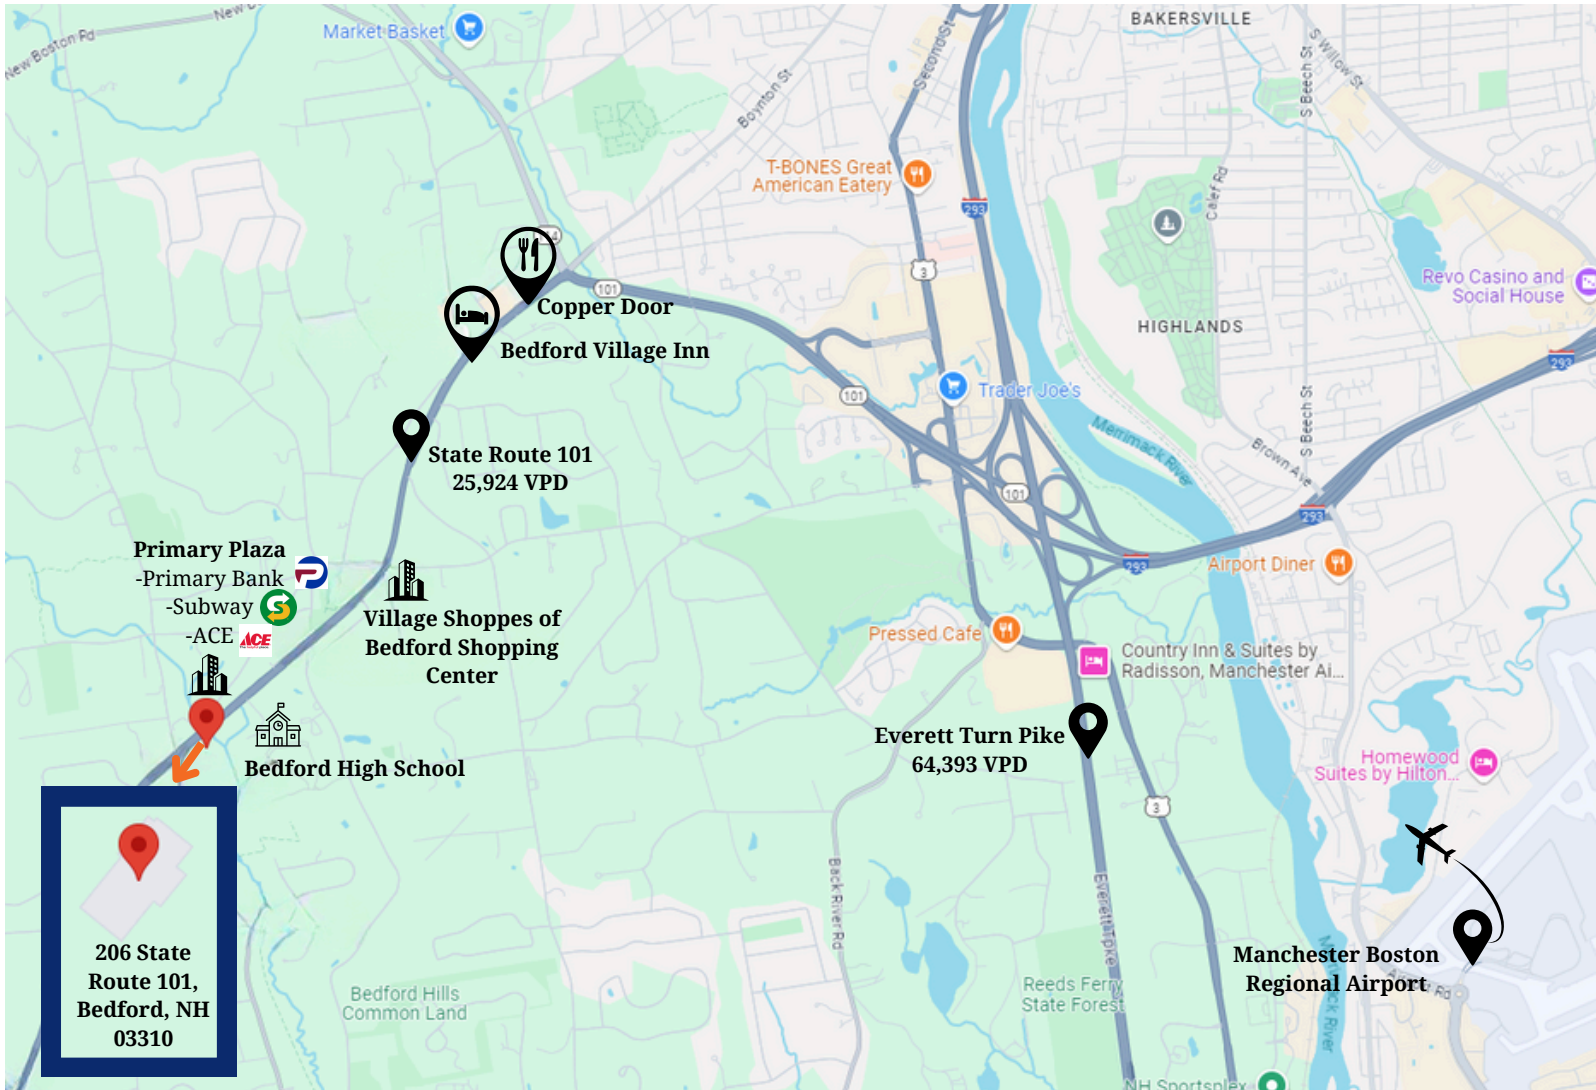 New Boston Rd
New B
Market Basket
BAKERSVILLE
Second St
S Willow St
S Beech St
Boynton St
T-BONES Great
American Eatery
Calef Rd
293
3
101
Copper Door
Bedford Village Inn
Revo Casino and
Social House
HIGHLANDS
293
Trader Joe's
101
State Route 101
25,924 VPD
Merrimack River
S Beech St
Brown Ave
101
293
293
Airport Diner
Primary Plaza
-Primary Bank
-Subway
-ACE
ACE
Village Shoppes of
Bedford Shopping
Center
Pressed Cafe
Country Inn & Suites by
Radisson, Manchester Ai...
Everett Turn Pike
64,393 VPD
Bedford High School
Homewood
Suites by Hilton...
3
Back River Rd
Everett Tpke
206 State
Route 101,
Bedford, NH
03310
Bedford Hills
Common Land
Reeds Ferry
State Forest
Manchester Boston
Regional Airport
Rd
Merrimack River
NH Sportsplex